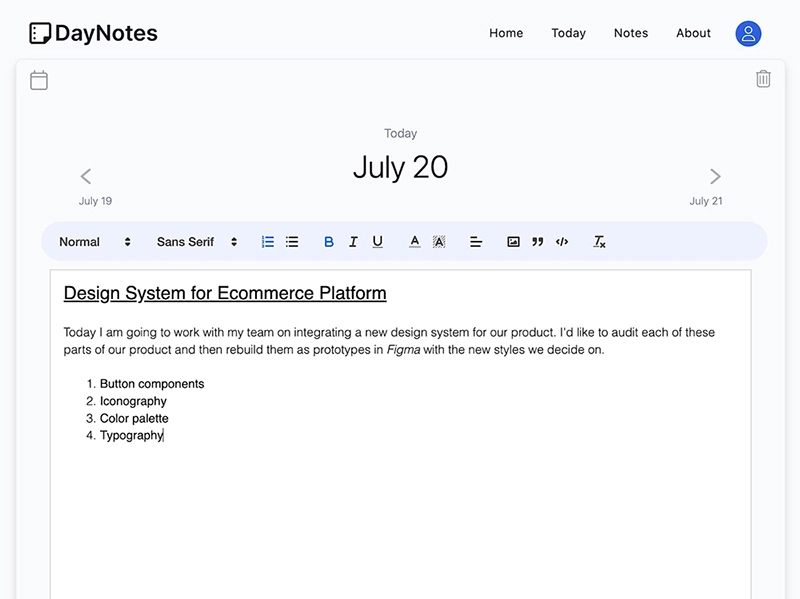 DayNotes
Home Today Notes About
Today
July 20
July 19
July 21
Normal Sans Serif B I U A A Tx
Design System for Ecommerce Platform
Today I am going to work with my team on integrating a new design system for our product. I'd like to audit each of these
parts of our product and then rebuild them as prototypes in Figma with the new styles we decide on.
1. Button components
2. Iconography
3. Color palette
4. Typography